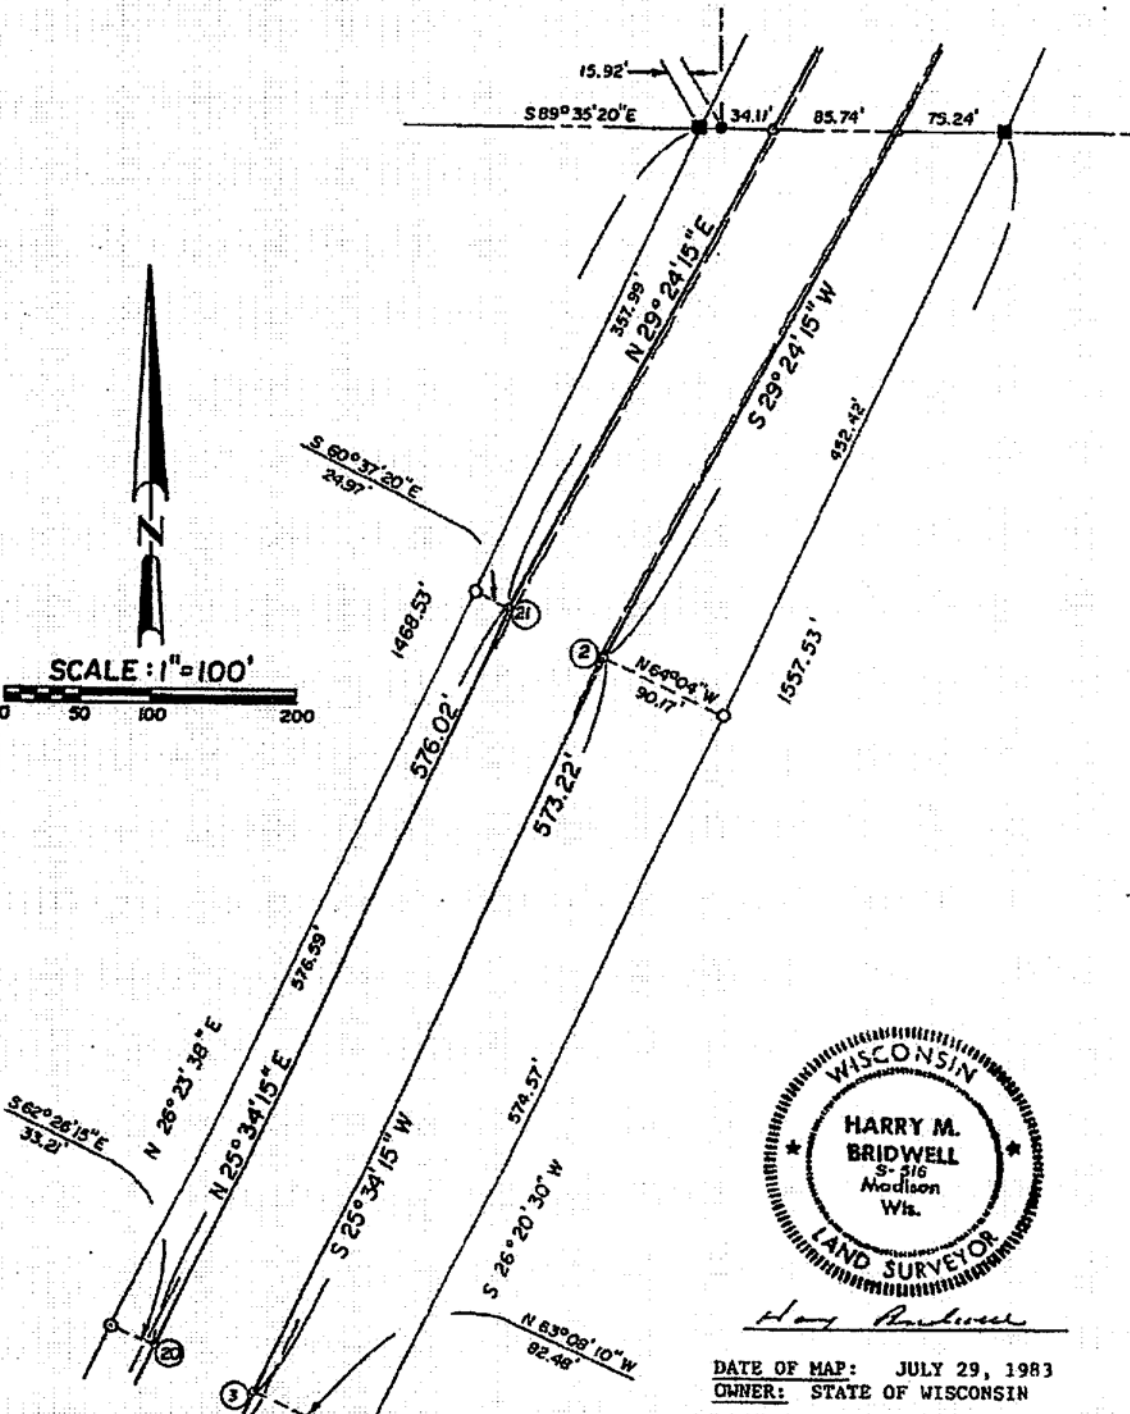 15.92'
S 89° 35' 20" E
34.11'
85.74'
75.24'
357.99'
N 29° 24' 15" E
S 29° 24' 15" W
452.42'
S 60° 37' 20" E
24.97'
N
1468.53'
21
2
N 64° 04" W
90.17'
1557.53'
SCALE : 1" = 100'
0 50 100 200
576.02'
573.22'
576.59'
N 26° 23' 38" E
S 62° 26' 15" E
33.21'
N 25° 34' 15" E
S 25° 34' 15" W
574.57'
S 26° 20' 30" W
N 63° 08' 10" W
82.48'
20
3
WISCONSIN
HARRY M.
BRIDWELL
S-516
Madison
Wis.
LAND SURVEYOR
DATE OF MAP: JULY 29, 1983
OWNER: STATE OF WISCONSIN